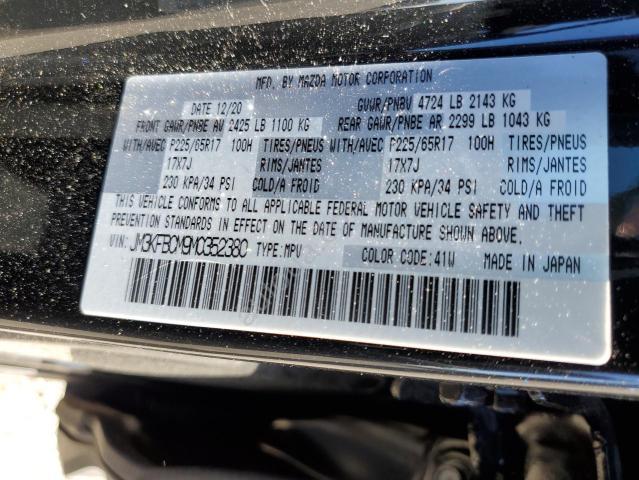 MFD. BY MAZDA MOTOR CORPORATION
DATE 12/20 GVWR/PNBV 4724 LB 2143 KG
FRONT GAWR/PNBE AV 2425 LB 1100 KG REAR GAWR/PNBE AR 2299 LB 1043 KG
WITH/AVEC P225/65R17 100H TIRES/PNEUS WITH/AVEC P225/65R17 100H TIRES/PNEUS
17X7J RIMS/JANTES 17X7J RIMS/JANTES
230 KPA/34 PSI COLD/A FROID 230 KPA/34 PSI COLD/A FROID
THIS VEHICLE CONFORMS TO ALL APPLICABLE FEDERAL MOTOR VEHICLE SAFETY AND THEFT
PREVENTION STANDARDS IN EFFECT ON THE DATE OF MANUFACTURE SHOWN ABOVE.
VIN: JM3KFBCM9M0352380 TYPE: MPV COLOR CODE: 41W MADE IN JAPAN